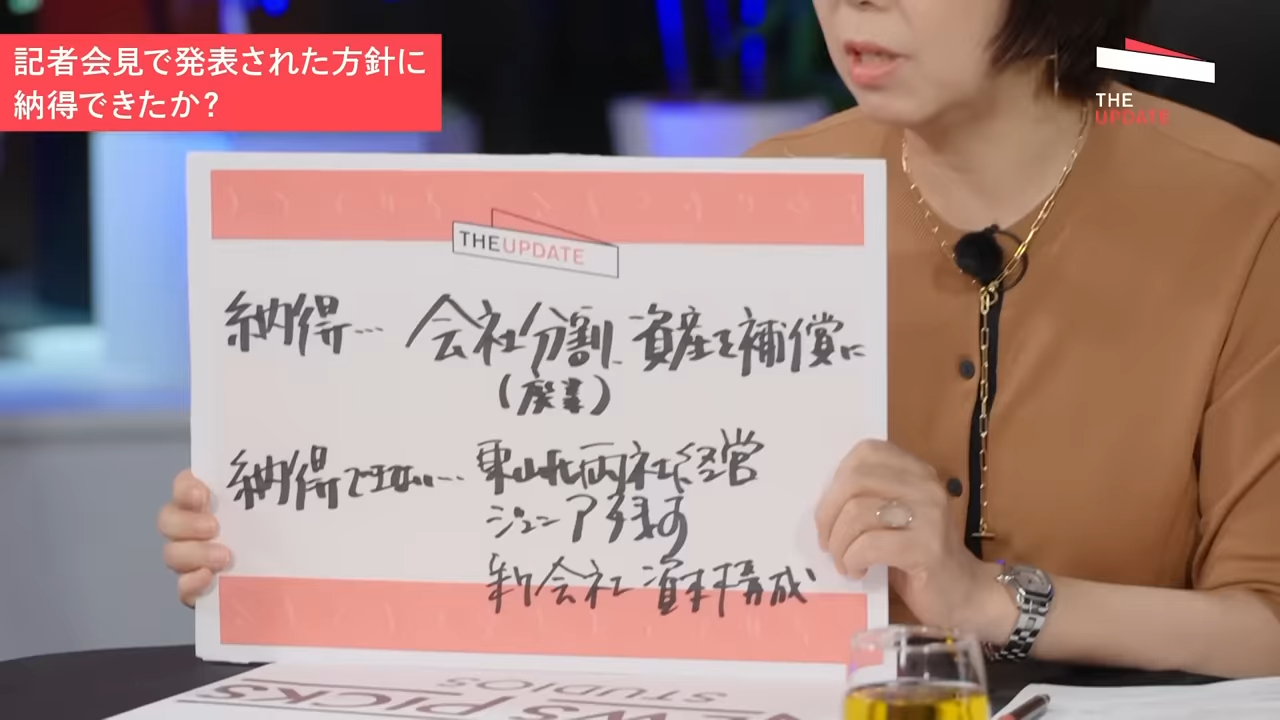 記者会見で発表された方針に
納得できたか?
THE
UPDATE
THE UPDATE
納得… 会社分割、資産を補償に
(廃業)
納得できない… 東山氏両社経営
ジュニア残す
新会社 資本構成
NEWS PICKS
STUDIOS